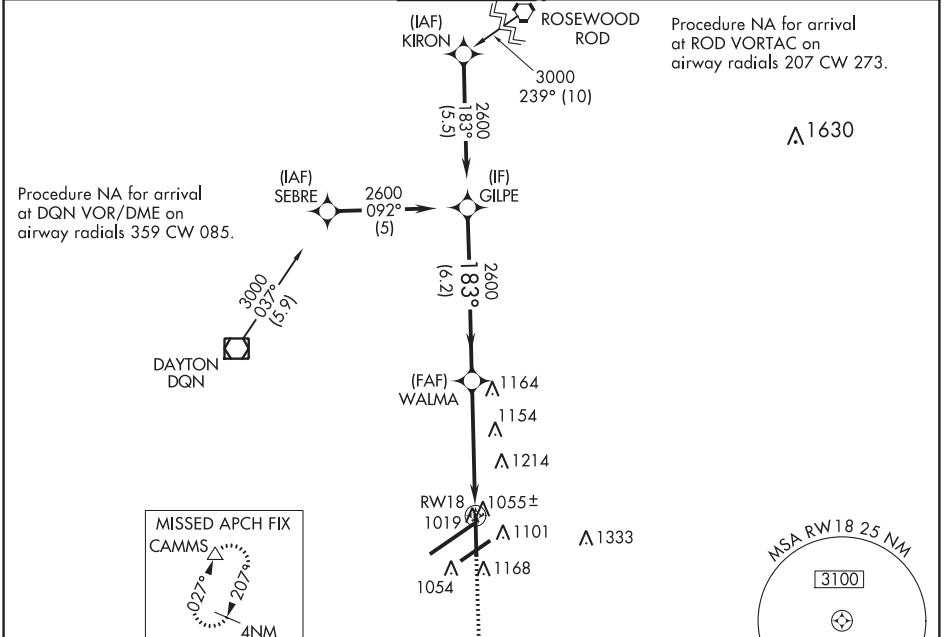 (IAF)
KIRON
ROSEWOOD
ROD
Procedure NA for arrival
at ROD VORTAC on
airway radials 207 CW 273.
3000
239° (10)
2600
183°
(5.5)
1630
Procedure NA for arrival
at DQN VOR/DME on
airway radials 359 CW 085.
(IAF)
SEBRE
2600
092°
(5)
(IF)
GILPE
3000
037°
(5.9)
2600
183°
(6.2)
DAYTON
DQN
(FAF)
WALMA
1164
1154
1214
RW18
1055±
1019
1101
1333
1054
1168
MISSED APCH FIX
CAMMS
027°
207°
4NM
MSA RW18 25 NM
3100